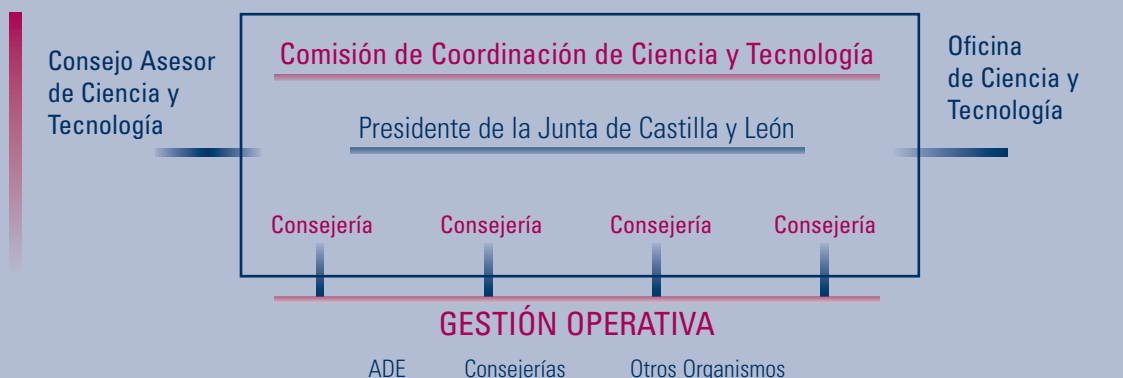 Consejo Asesor
de Ciencia y
Tecnología
Comisión de Coordinación de Ciencia y Tecnología
Presidente de la Junta de Castilla y León
Oficina
de Ciencia y
Tecnología
Consejería Consejería Consejería Consejería
GESTIÓN OPERATIVA
ADE Consejerías Otros Organismos